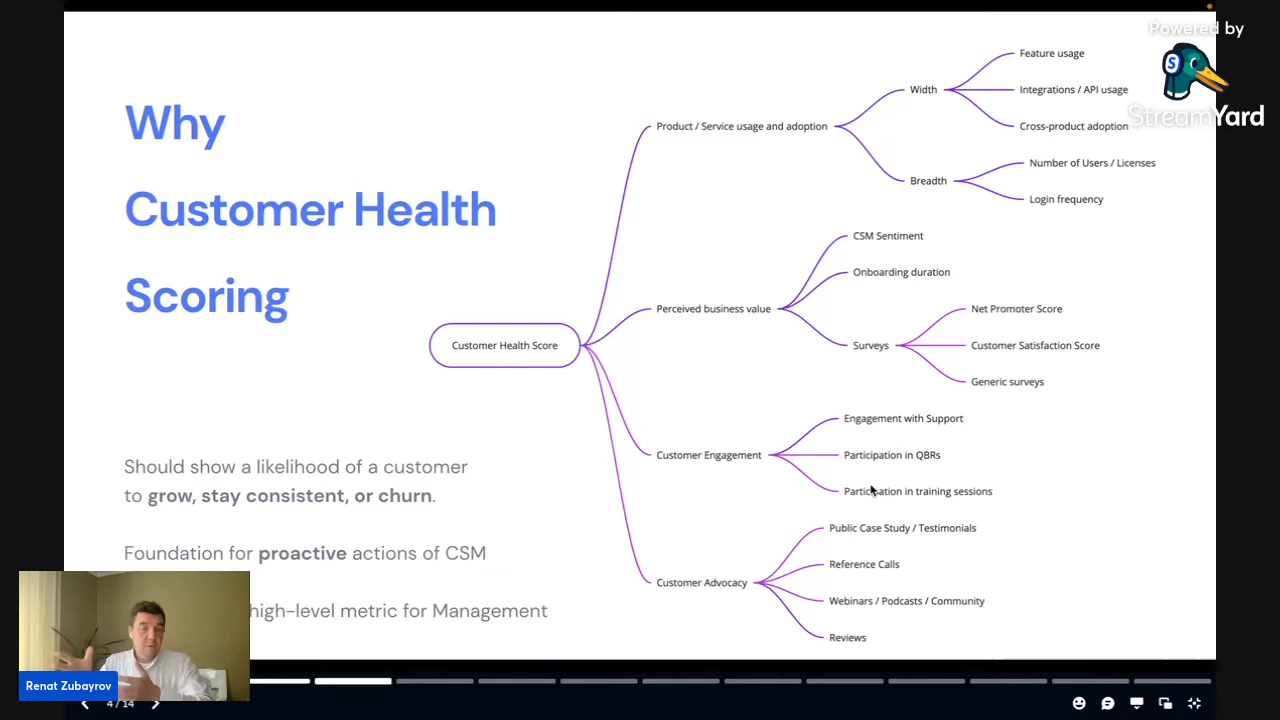 Why
Customer Health
Scoring
Should show a likelihood of a customer
to grow, stay consistent, or churn.
Foundation for proactive actions of CSM
high-level metric for Management
Customer Health Score
Product / Service usage and adoption
Width
Feature usage
Integrations / API usage
Cross-product adoption
Breadth
Number of Users / Licenses
Login frequency
Perceived business value
CSM Sentiment
Onboarding duration
Surveys
Net Promoter Score
Customer Satisfaction Score
Generic surveys
Customer Engagement
Engagement with Support
Participation in QBRs
Participation in training sessions
Customer Advocacy
Public Case Study / Testimonials
Reference Calls
Webinars / Podcasts / Community
Reviews
Powered by
S
StreamYard
Renat Zubayrov
4 / 14